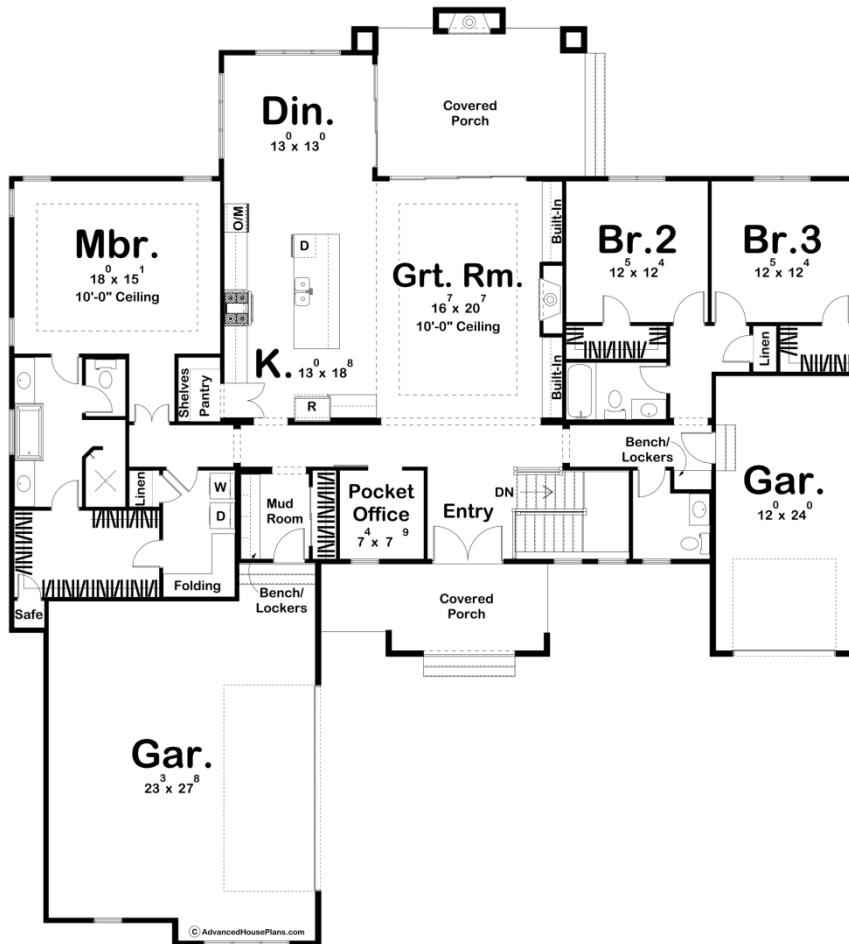 Covered
Porch
Din.
13⁰ x 13⁰
O/M
D
Built-In
Mbr.
18⁰ x 15¹
10'-0" Ceiling
Grt. Rm.
16⁷ x 20⁷
10'-0" Ceiling
Br.2
12⁵ x 12⁴
Br.3
12⁵ x 12⁴
Shelves
Pantry
K. 13⁰ x 18⁸
R
Built-In
Linen
Bench/
Lockers
Linen
W
D
Mud
Room
Pocket
Office
7⁴ x 7⁹
Entry
DN
Gar.
12⁰ x 24⁰
Folding
Safe
Bench/
Lockers
Covered
Porch
Gar.
23³ x 27⁸
© AdvancedHousePlans.com